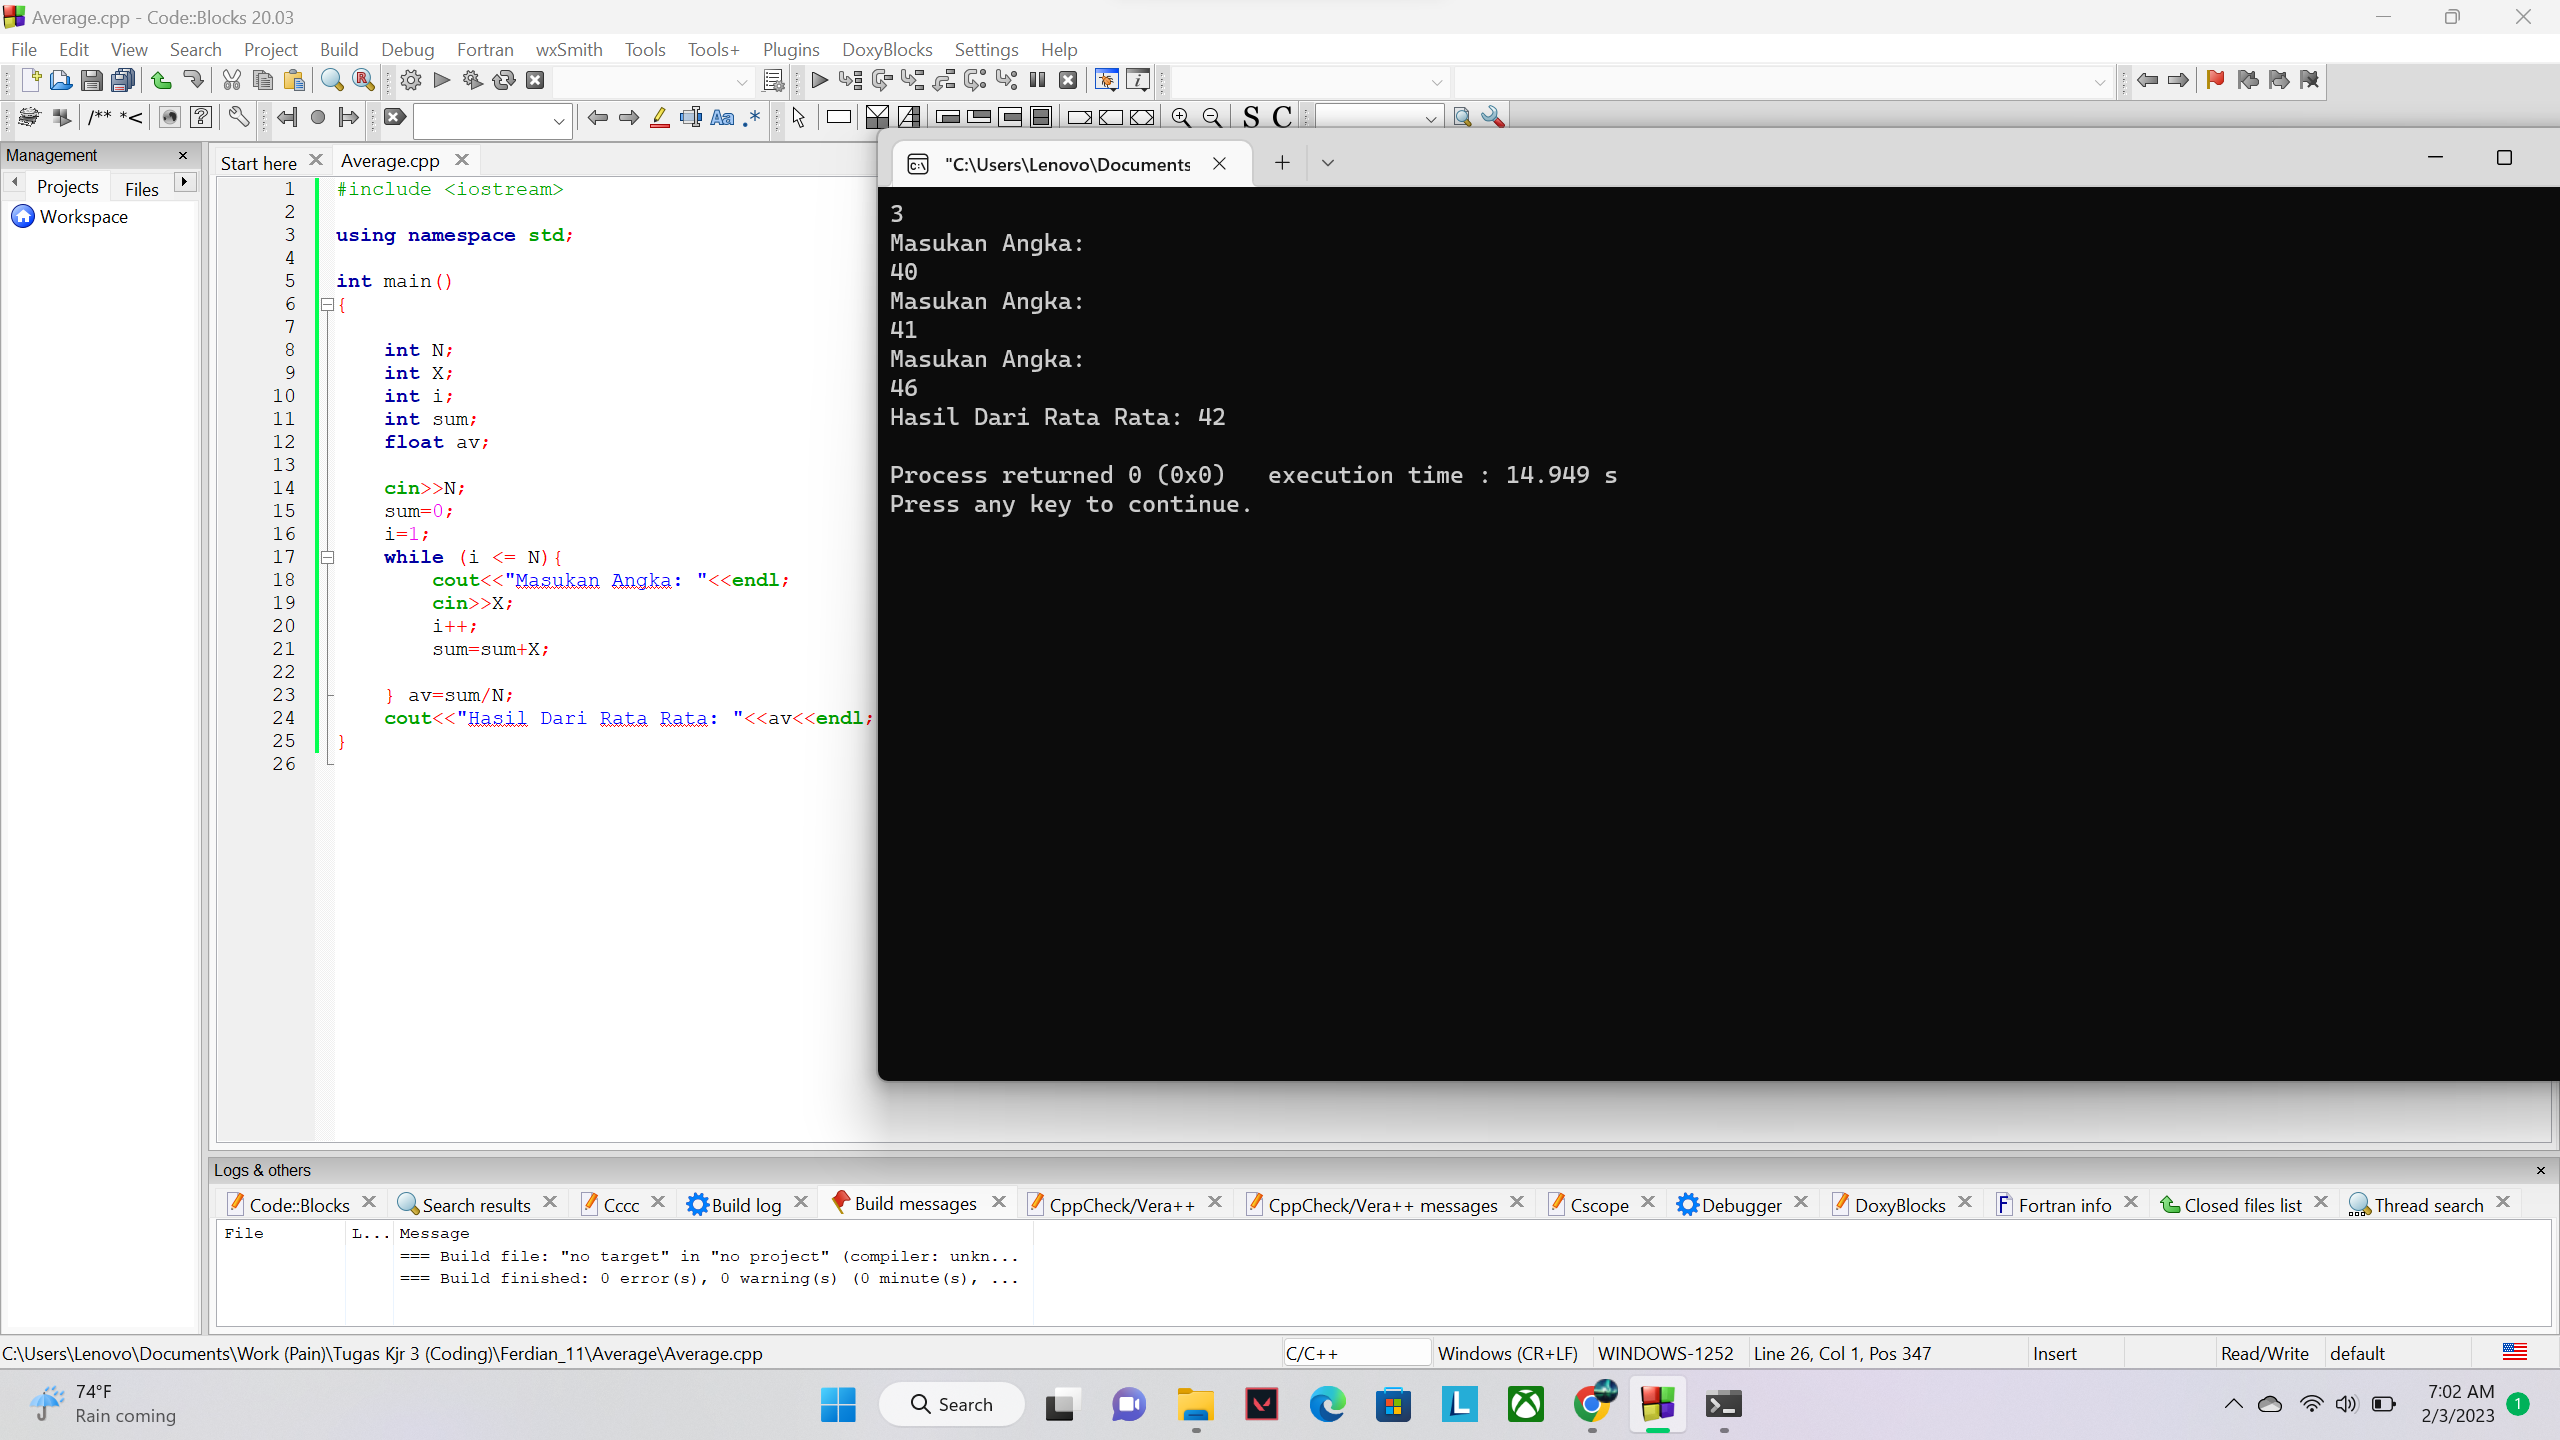 Average.cpp - Code::Blocks 20.03
File Edit View Search Project Build Debug Fortran wxSmith Tools Tools+ Plugins DoxyBlocks Settings Help
/** *<
Aa .* S C
Management
Projects Files
Workspace
Start here Average.cpp
1 #include <iostream>
2
3 using namespace std;
4
5 int main()
6 {
7
8 int N;
9 int X;
10 int i;
11 int sum;
12 float av;
13
14 cin>>N;
15 sum=0;
16 i=1;
17 while (i <= N){
18 cout<<"Masukan Angka: "<<endl;
19 cin>>X;
20 i++;
21 sum=sum+X;
22
23 } av=sum/N;
24 cout<<"Hasil Dari Rata Rata: "<<av<<endl;
25 }
26
"C:\Users\Lenovo\Documents
3
Masukan Angka:
40
Masukan Angka:
41
Masukan Angka:
46
Hasil Dari Rata Rata: 42
Process returned 0 (0x0) execution time : 14.949 s
Press any key to continue.
Logs & others
Code::Blocks Search results Cccc Build log Build messages CppCheck/Vera++ CppCheck/Vera++ messages Cscope Debugger DoxyBlocks Fortran info Closed files list Thread search
File L... Message
=== Build file: "no target" in "no project" (compiler: unkn...
=== Build finished: 0 error(s), 0 warning(s) (0 minute(s), ...
C:\Users\Lenovo\Documents\Work (Pain)\Tugas Kjr 3 (Coding)\Ferdian_11\Average\Average.cpp C/C++ Windows (CR+LF) WINDOWS-1252 Line 26, Col 1, Pos 347 Insert Read/Write default
74°F
Rain coming
Search
7:02 AM
2/3/2023
1